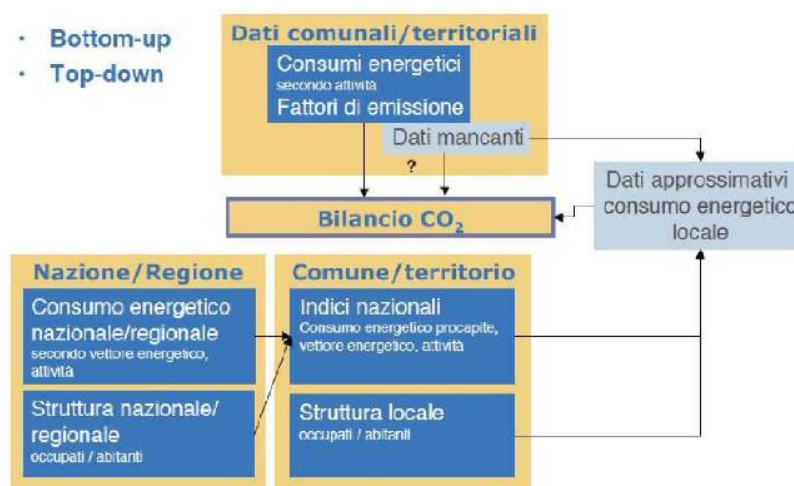 · Bottom-up
· Top-down
Dati comunali/territoriali
Consumi energetici
secondo attività
Fattori di emissione
Dati mancanti
?
Dati approssimativi
consumo energetico
locale
Bilancio CO₂
Nazione/Regione
Consumo energetico
nazionale/regionale
secondo vettore energetico,
attività
Struttura nazionale/
regionale
occupati / abitanti
Comune/territorio
Indici nazionali
Consumo energetico procapite,
vettore energetico, attività
Struttura locale
occupati / abitanti